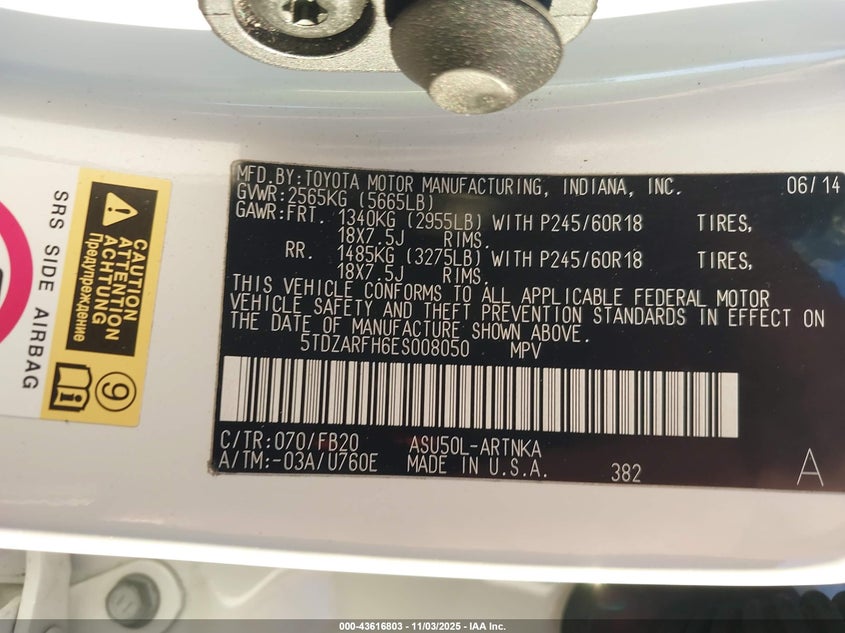 MFD.BY:TOYOTA MOTOR MANUFACTURING, INDIANA, INC. 06/14
GVWR:2565KG (5665LB)
GAWR:FRT. 1340KG (2955LB) WITH P245/60R18 TIRES,
18X7.5J RIMS.
RR. 1485KG (3275LB) WITH P245/60R18 TIRES,
18X7.5J RIMS.
THIS VEHICLE CONFORMS TO ALL APPLICABLE FEDERAL MOTOR
VEHICLE SAFETY AND THEFT PREVENTION STANDARDS IN EFFECT ON
THE DATE OF MANUFACTURE SHOWN ABOVE.
5TDZARFH6ES008050 MPV
C/TR:070/FB20 ASU50L-ARTNKA
A/TM:-03A/U760E MADE IN U.S.A. 382 A
CAUTION
ATTENTION
ACHTUNG
Предупреждение
9
i
SRS SIDE AIRBAG
000-43616803 - 11/03/2025 - IAA Inc.